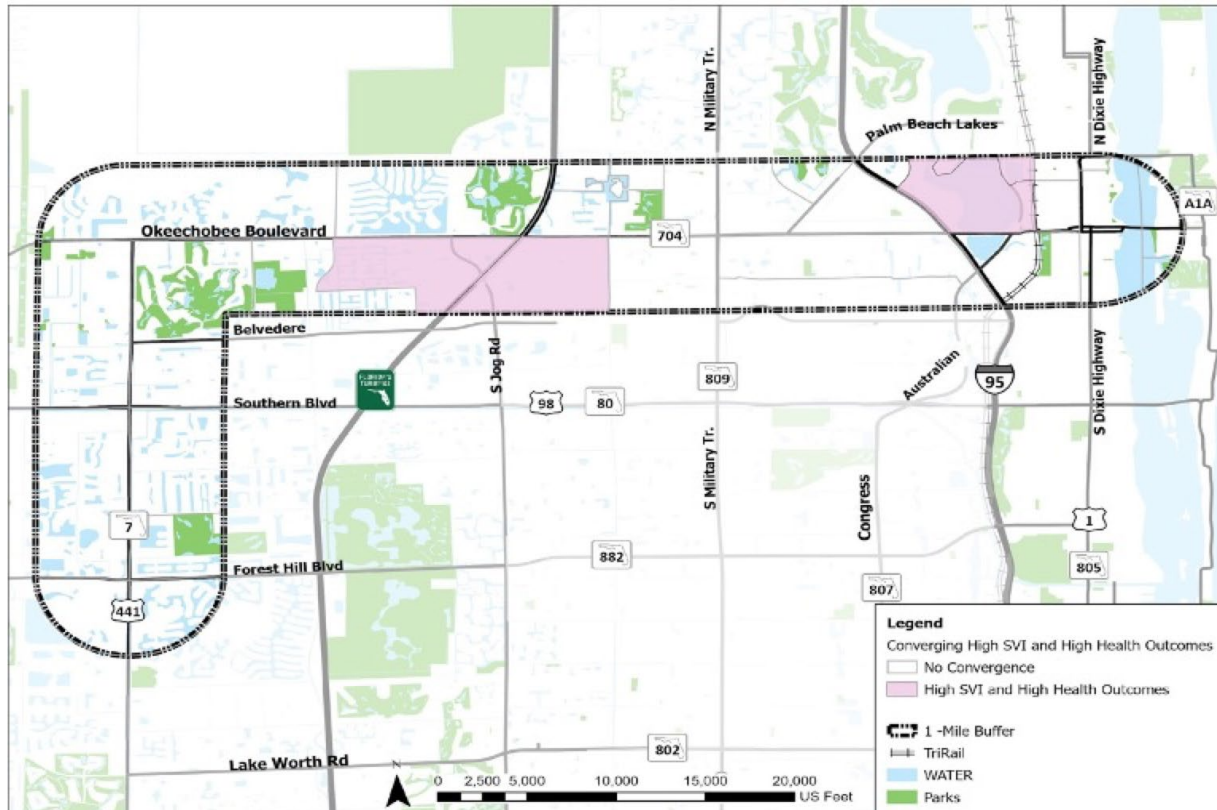 N Military Tr.
Palm Beach Lakes
N Dixie Highway
A1A
Okeechobee Boulevard
704
Belvedere
S Jog Rd
FLORIDA'S TURNPIKE
Southern Blvd
98
80
809
Australian
95
S Dixie Highway
S Military Tr.
Congress
7
1
882
805
Forest Hill Blvd
807
441
Lake Worth Rd
802
N
0 2,500 5,000 10,000 15,000 20,000
US Feet
Legend
Converging High SVI and High Health Outcomes
No Convergence
High SVI and High Health Outcomes
1 -Mile Buffer
TriRail
WATER
Parks